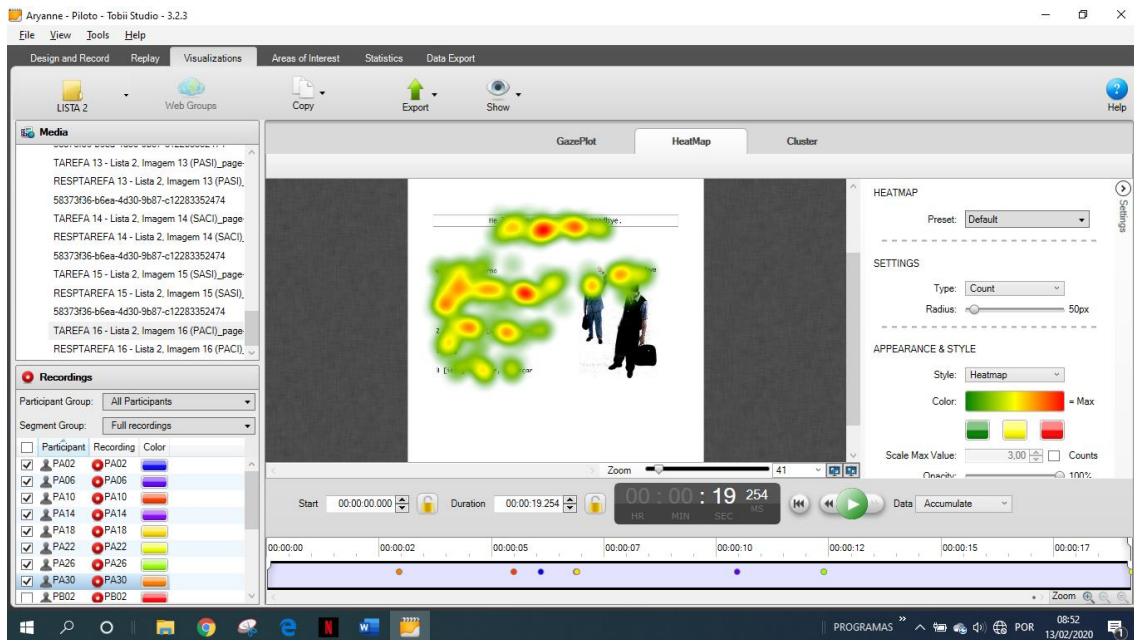 Aryanne - Piloto - Tobii Studio - 3.2.3
File View Tools Help
Design and Record Replay Visualizations Areas of Interest Statistics Data Export
LISTA 2 Web Groups Copy Export Show Help
Media
GazePlot HeatMap Cluster
TAREFA 13 - Lista 2, Imagem 13 (PASI)_page-
RESPTAREFA 13 - Lista 2, Imagem 13 (PASI)_
58373f36-b6ea-4d30-9b87-c12283352474
TAREFA 14 - Lista 2, Imagem 14 (SACI)_page-
RESPTAREFA 14 - Lista 2, Imagem 14 (SACI)_
58373f36-b6ea-4d30-9b87-c12283352474
TAREFA 15 - Lista 2, Imagem 15 (SASI)_page-
RESPTAREFA 15 - Lista 2, Imagem 15 (SASI)_
58373f36-b6ea-4d30-9b87-c12283352474
TAREFA 16 - Lista 2, Imagem 16 (PACI)_page-
RESPTAREFA 16 - Lista 2, Imagem 16 (PACI)_
He
HEATMAP
Preset: Default
SETTINGS
Type: Count
Radius: 50px
APPEARANCE & STYLE
Style: Heatmap
Color: = Max
Scale Max Value: 3,00 Counts
Opacity: 100%
Settings
Recordings
Participant Group: All Participants
Segment Group: Full recordings
Participant Recording Color
PA02 PA02
PA06 PA06
PA10 PA10
PA14 PA14
PA18 PA18
PA22 PA22
PA26 PA26
PA30 PA30
PB02 PB02
Zoom 41
Start 00:00:00.000 Duration 00:00:19.254 00 : 00 : 19 254 Data Accumulate
HR MIN SEC MS
00:00:00 00:00:02 00:00:05 00:00:07 00:00:10 00:00:12 00:00:15 00:00:17
Zoom
PROGRAMAS POR 08:52
13/02/2020